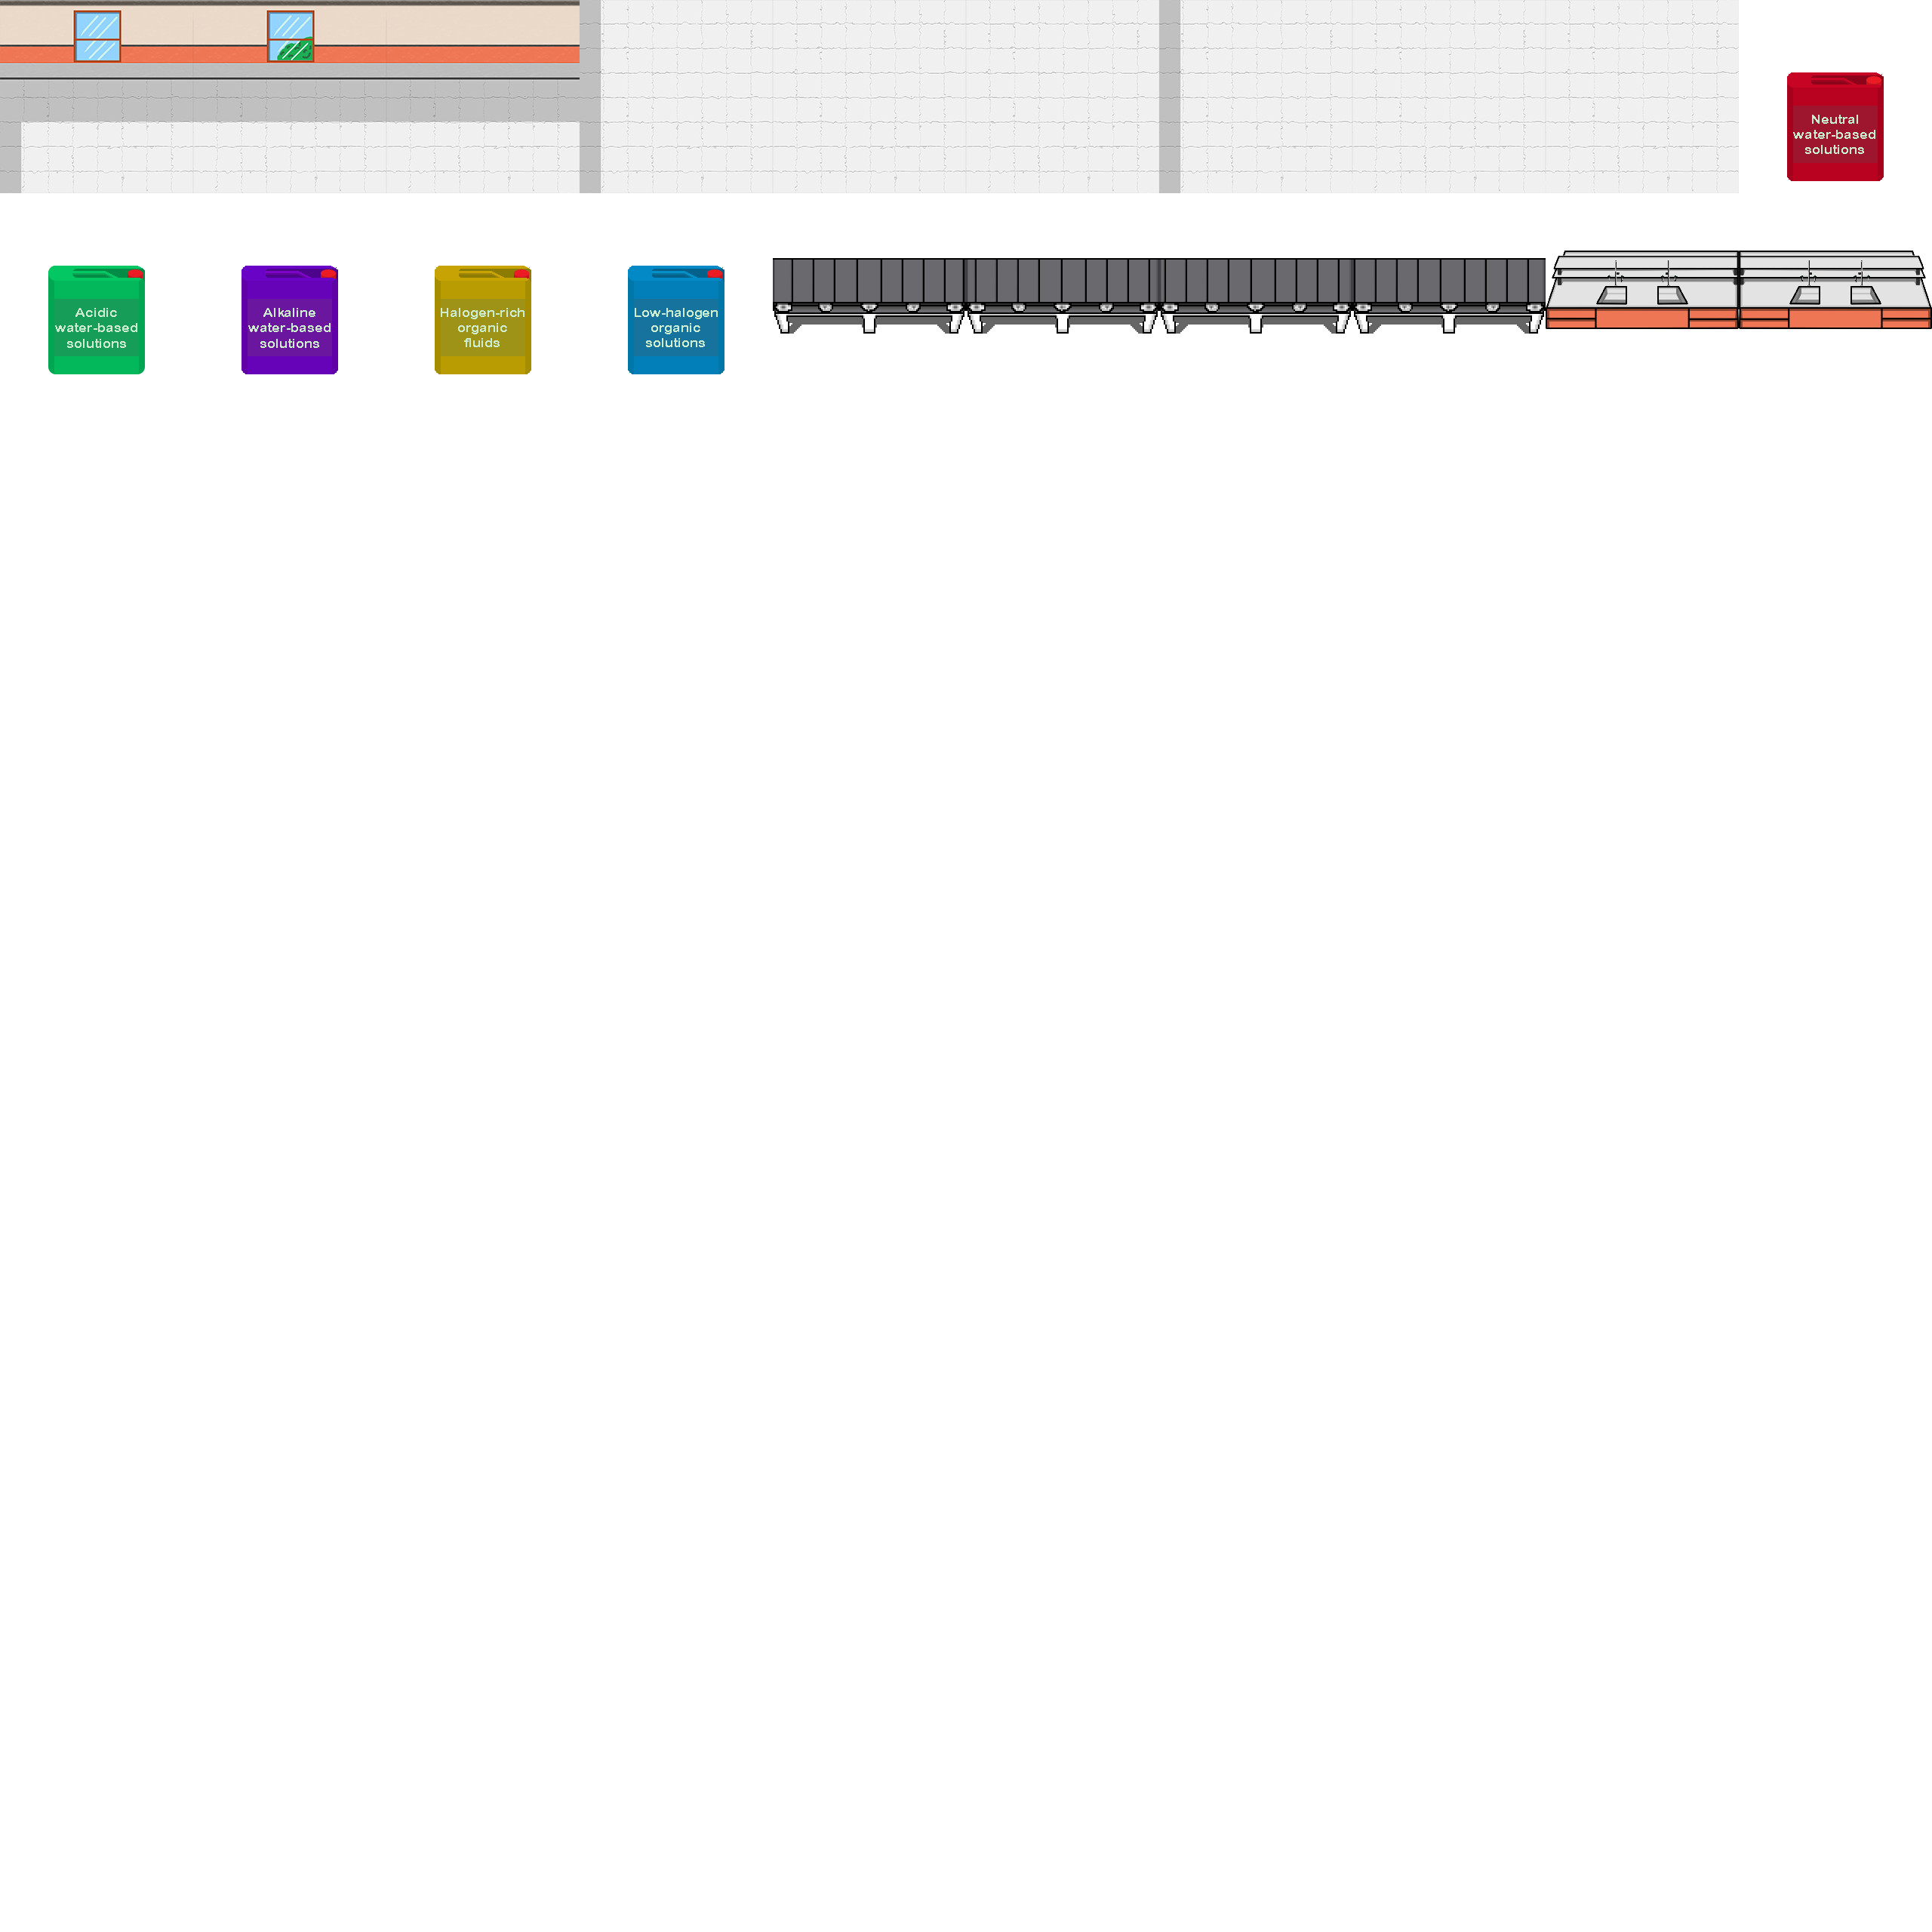 Neutral
water-based
solutions
Acidic
water-based
solutions
Alkaline
water-based
solutions
Halogen-rich
organic
fluids
Low-halogen
organic
solutions